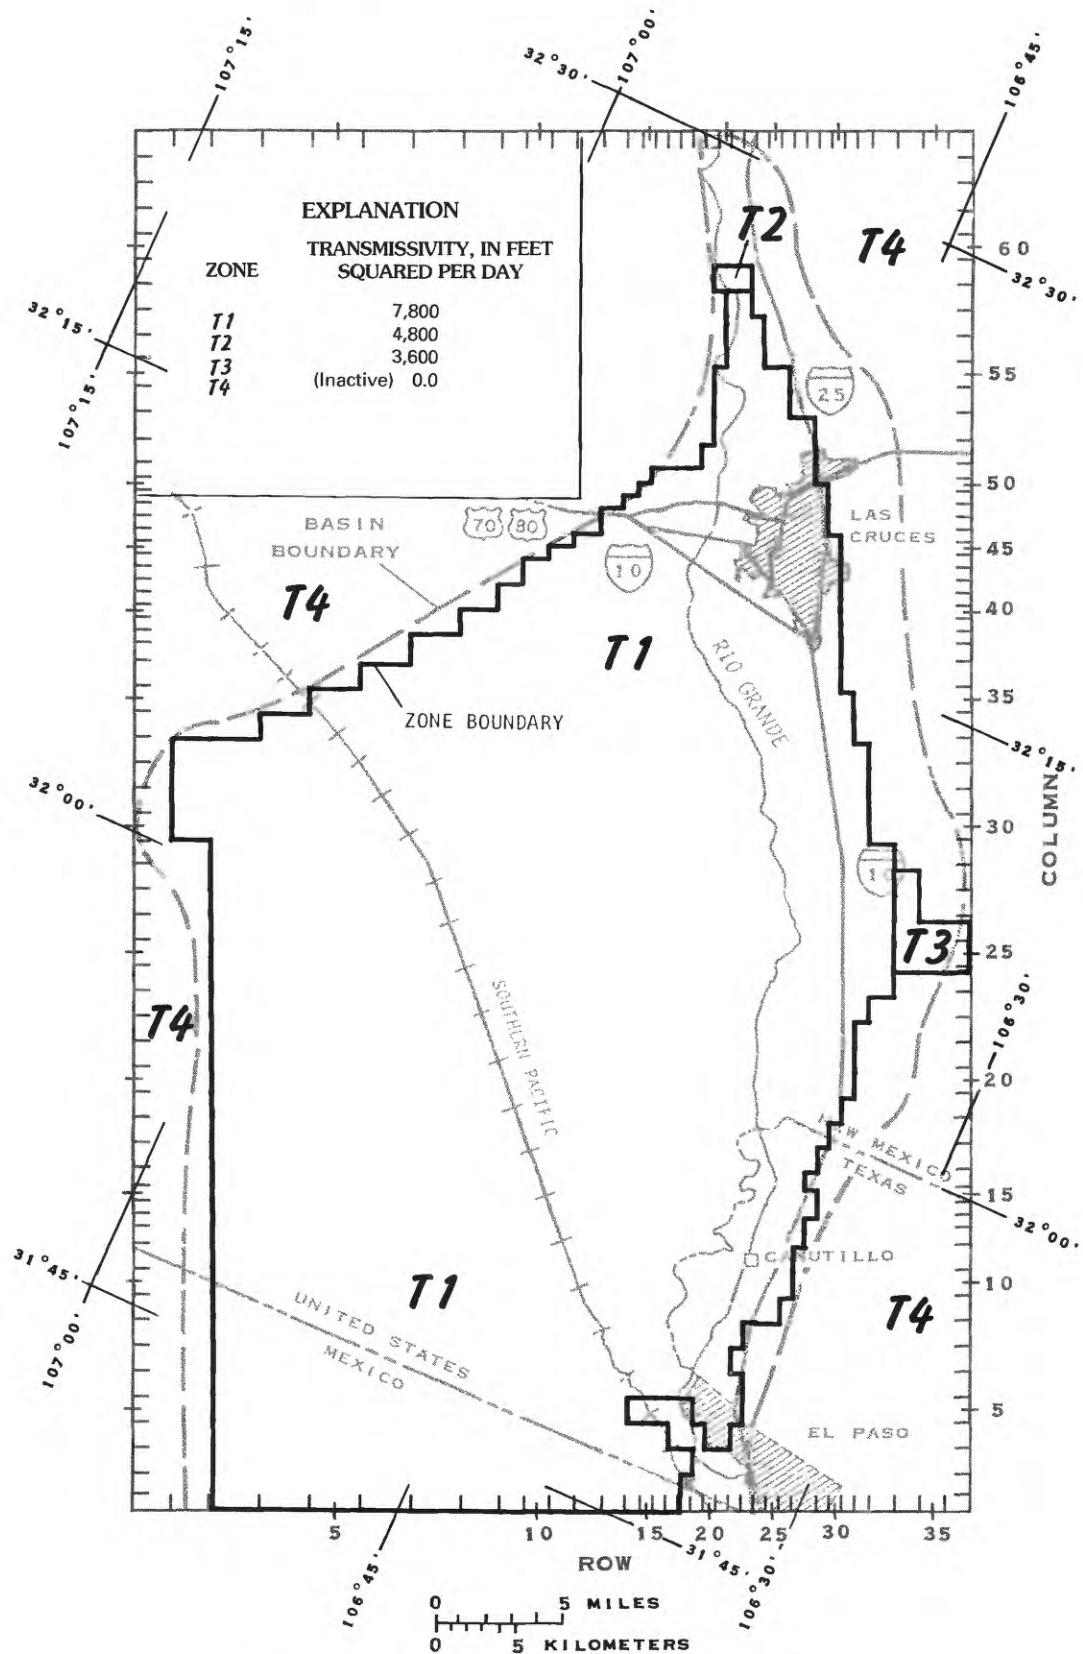 107°15'
32°30'
107°00'
106°45'
EXPLANATION
ZONE TRANSMISSIVITY, IN FEET SQUARED PER DAY
T1 7,800
T2 4,800
T3 3,600
T4 (Inactive) 0.0
T2
T4
60
32°30'
32°15'
107°15'
55
25
50
BASIN BOUNDARY
70 80
LAS CRUCES
45
10
T4
40
T1
RIO GRANDE
35
ZONE BOUNDARY
32°15'
32°00'
COLUMN
30
10
T3
25
T4
SOUTHERN PACIFIC
106°30'
20
NEW MEXICO
TEXAS
15
32°00'
31°45'
CANUTILLO
T1
10
T4
UNITED STATES
MEXICO
107°00'
5
EL PASO
5 10 15 20 25 30 35
ROW
31°45'
106°45'
106°30'
0 5 MILES
0 5 KILOMETERS